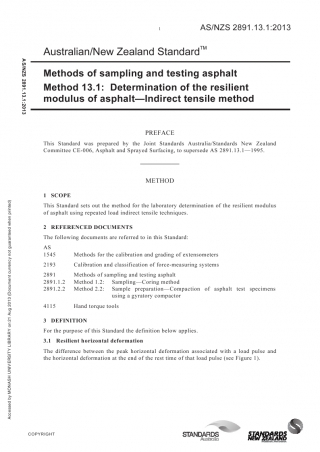 1
AS/NZS 2891.13.1:2013
AS/NZS 2891.13.1:2013
Australian/New Zealand Standard™
Methods of sampling and testing asphalt
Method 13.1: Determination of the resilient
modulus of asphalt—Indirect tensile method
PREFACE
This Standard was prepared by the Joint Standards Australia/Standards New Zealand
Committee CE-006, Asphalt and Sprayed Surfacing, to supersede AS 2891.13.1—1995.
METHOD
1 SCOPE
This Standard sets out the method for the laboratory determination of the resilient modulus
of asphalt using repeated load indirect tensile techniques.
2 REFERENCED DOCUMENTS
The following documents are referred to in this Standard:
AS
1545 Methods for the calibration and grading of extensometers
2193 Calibration and classification of force-measuring systems
2891 Methods of sampling and testing asphalt
2891.1.2 Method 1.2: Sampling—Coring method
2891.2.2 Method 2.2: Sample preparation—Compaction of asphalt test specimens
using a gyratory compactor
4115 Hand torque tools
3 DEFINITION
For the purpose of this Standard the definition below applies.
3.1 Resilient horizontal deformation
The difference between the peak horizontal deformation associated with a load pulse and
the horizontal deformation at the end of the rest time of that load pulse (see Figure 1).
Accessed by MONASH UNIVERSITY LIBRARY on 21 Aug 2013 (Document currency not guaranteed when printed)
COPYRIGHT
STANDARDS
Australia
STANDARDS
NEW ZEALAND